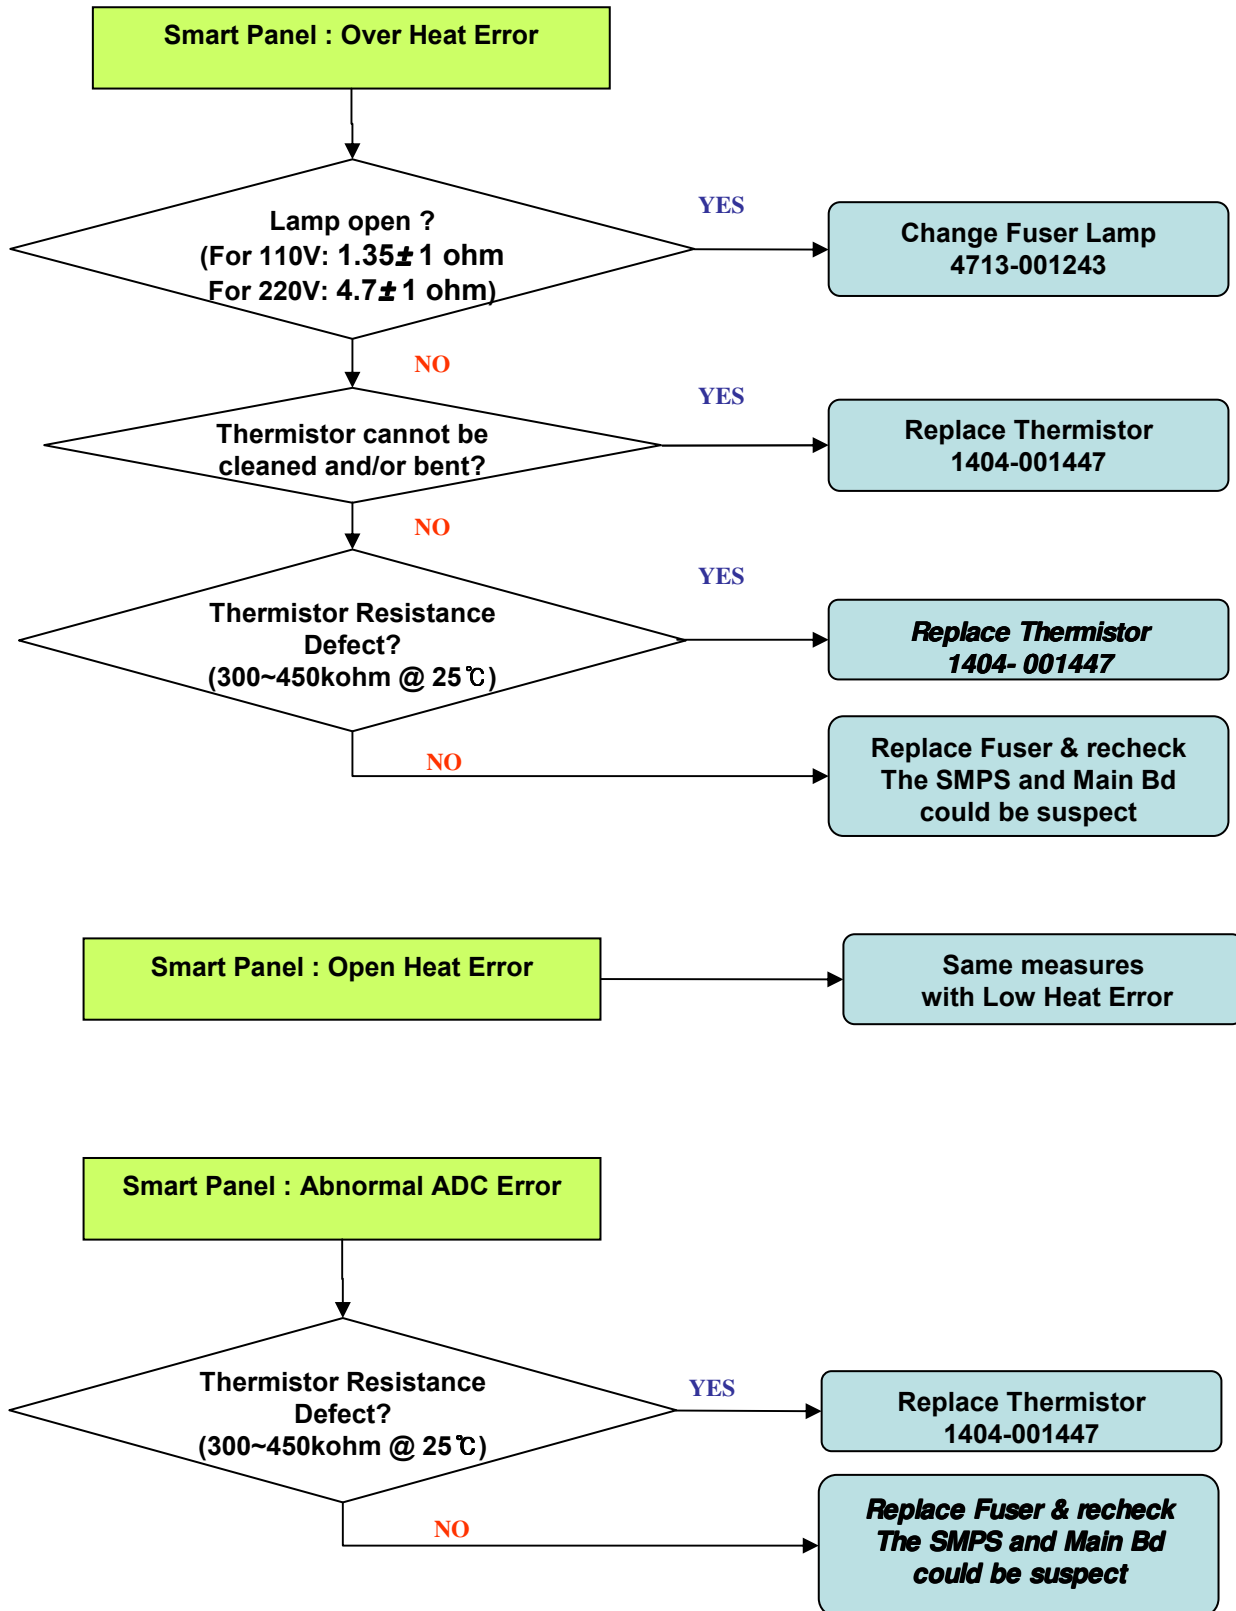 Smart Panel : Over Heat Error
Lamp open ?
(For 110V: 1.35± 1 ohm
For 220V: 4.7± 1 ohm)
YES
Change Fuser Lamp
4713-001243
NO
Thermistor cannot be
cleaned and/or bent?
YES
Replace Thermistor
1404-001447
NO
Thermistor Resistance
Defect?
(300~450kohm @ 25℃)
YES
Replace Thermistor
1404- 001447
NO
Replace Fuser & recheck
The SMPS and Main Bd
could be suspect
Smart Panel : Open Heat Error
Same measures
with Low Heat Error
Smart Panel : Abnormal ADC Error
Thermistor Resistance
Defect?
(300~450kohm @ 25℃)
YES
Replace Thermistor
1404-001447
NO
Replace Fuser & recheck
The SMPS and Main Bd
could be suspect